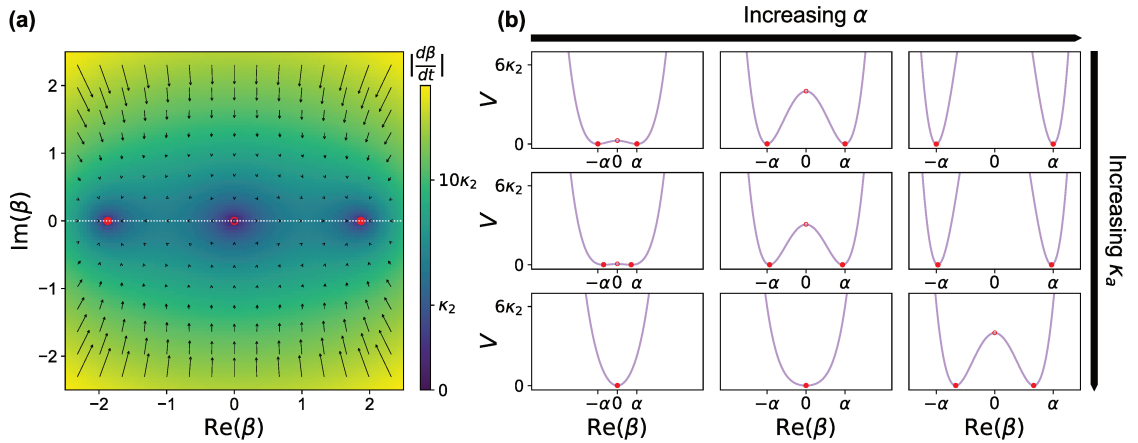 (a)
|dβ/dt|
2
1
0
−1
−2
Im(β)
−2
−1
0
1
2
Re(β)
10κ₂
κ₂
0
(b)
Increasing α
Increasing κₐ
6κ₂
V
0
−α 0 α
−α 0 α
−α 0 α
6κ₂
V
0
−α 0 α
−α 0 α
−α 0 α
6κ₂
V
0
−α 0 α
−α 0 α
−α 0 α
Re(β)
Re(β)
Re(β)